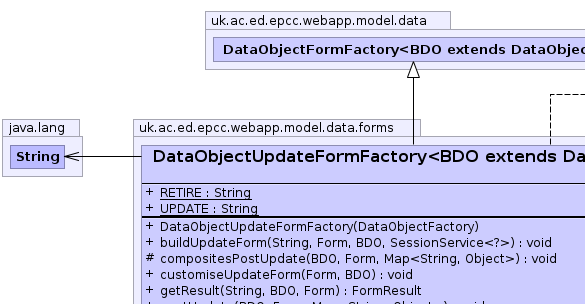 uk.ac.ed.epcc.webapp.model.data
DataObjectFormFactory<BDO extends DataObjec
java.lang
String
uk.ac.ed.epcc.webapp.model.data.forms
DataObjectUpdateFormFactory<BDO extends Da
+ RETIRE : String
+ UPDATE : String
+ DataObjectUpdateFormFactory(DataObjectFactory)
+ buildUpdateForm(String, Form, BDO, SessionService<?>) : void
# compositesPostUpdate(BDO, Form, Map<String, Object>) : void
+ customiseUpdateForm(Form, BDO) : void
+ getResult(String, BDO, Form) : FormResult